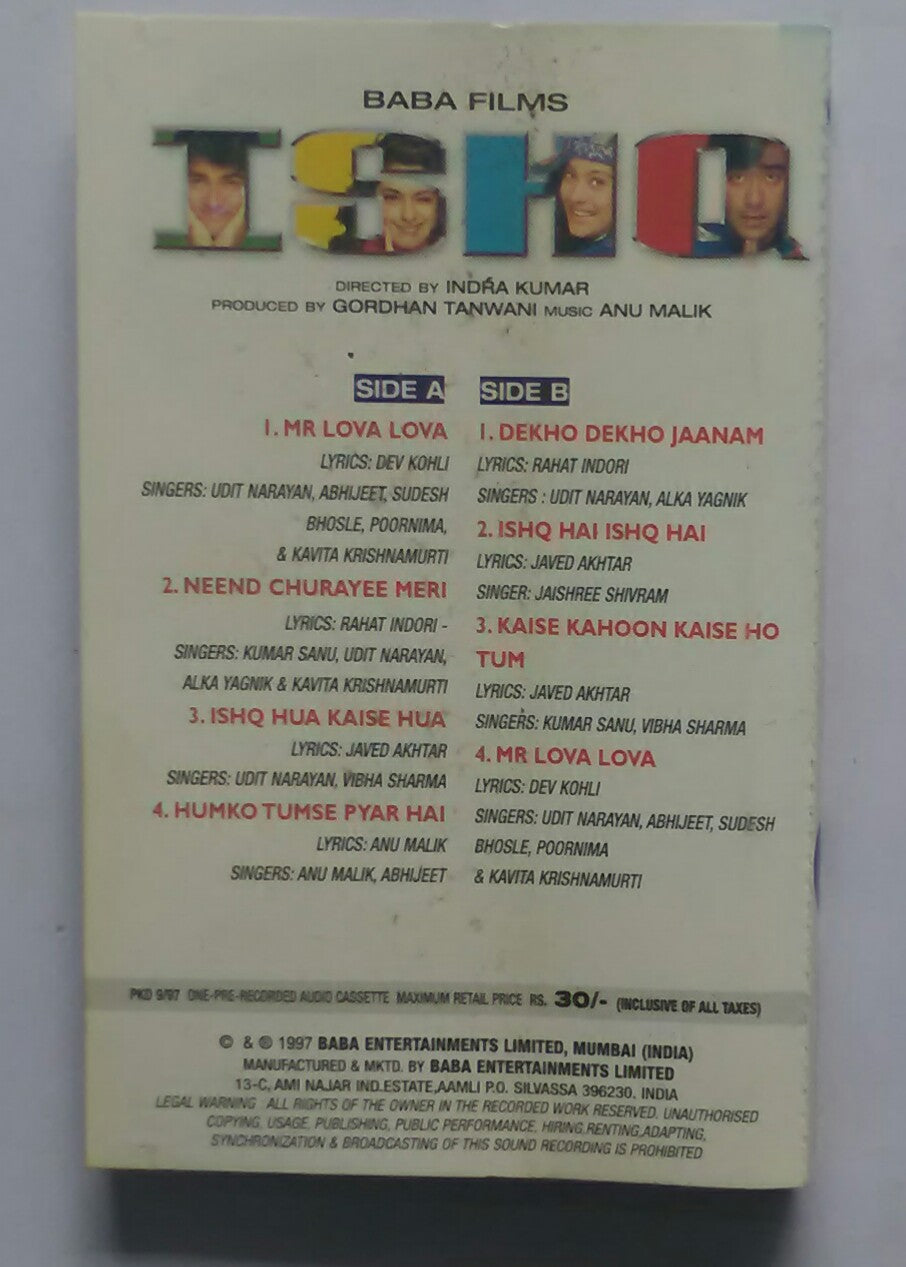 BABA FILMS
ISHQ
DIRECTED BY INDRA KUMAR
PRODUCED BY GORDHAN TANWANI MUSIC ANU MALIK
SIDE A
1. MR LOVA LOVA
LYRICS: DEV KOHLI
SINGERS: UDIT NARAYAN, ABHIJEET, SUDESH
BHOSLE, POORNIMA,
& KAVITA KRISHNAMURTI
2. NEEND CHURAYEE MERI
LYRICS: RAHAT INDORI -
SINGERS: KUMAR SANU, UDIT NARAYAN,
ALKA YAGNIK & KAVITA KRISHNAMURTI
3. ISHQ HUA KAISE HUA
LYRICS: JAVED AKHTAR
SINGERS: UDIT NARAYAN, VIBHA SHARMA
4. HUMKO TUMSE PYAR HAI
LYRICS: ANU MALIK
SINGERS: ANU MALIK, ABHIJEET
SIDE B
1. DEKHO DEKHO JAANAM
LYRICS: RAHAT INDORI
SINGERS : UDIT NARAYAN, ALKA YAGNIK
2. ISHQ HAI ISHQ HAI
LYRICS: JAVED AKHTAR
SINGER: JAISHREE SHIVRAM
3. KAISE KAHOON KAISE HO
TUM
LYRICS: JAVED AKHTAR
SINGERS: KUMAR SANU, VIBHA SHARMA
4. MR LOVA LOVA
LYRICS: DEV KOHLI
SINGERS: UDIT NARAYAN, ABHIJEET, SUDESH
BHOSLE, POORNIMA
& KAVITA KRISHNAMURTI
PKD 9/97 ONE-PRE-RECORDED AUDIO CASSETTE MAXIMUM RETAIL PRICE RS. 30/- (INCLUSIVE OF ALL TAXES)
© & ℗ 1997 BABA ENTERTAINMENTS LIMITED, MUMBAI (INDIA)
MANUFACTURED & MKTD. BY BABA ENTERTAINMENTS LIMITED
13-C, AMI NAJAR IND.ESTATE,AAMLI P.O. SILVASSA 396230. INDIA
LEGAL WARNING ALL RIGHTS OF THE OWNER IN THE RECORDED WORK RESERVED. UNAUTHORISED
COPYING, USAGE, PUBLISHING, PUBLIC PERFORMANCE, HIRING,RENTING,ADAPTING,
SYNCHRONIZATION & BROADCASTING OF THIS SOUND RECORDING IS PROHIBITED